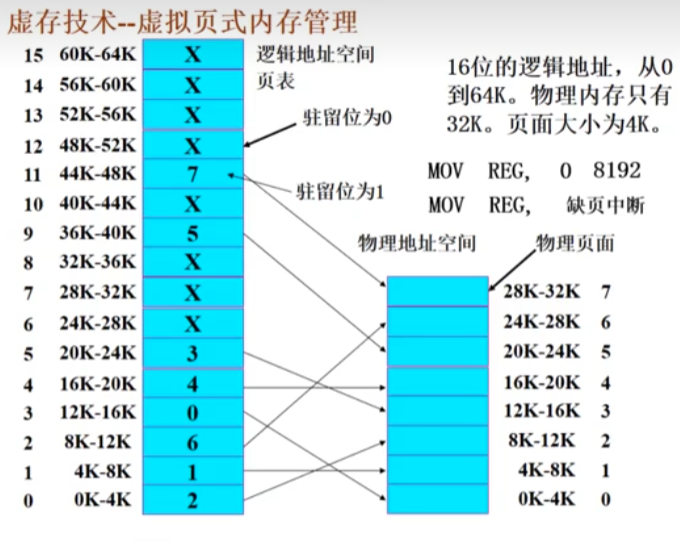 虚存技术--虚拟页式内存管理
15 60K-64K X 逻辑地址空间
14 56K-60K X 页表
13 52K-56K X
12 48K-52K X
11 44K-48K 7
10 40K-44K X
9 36K-40K 5
8 32K-36K X
7 28K-32K X
6 24K-28K X
5 20K-24K 3
4 16K-20K 4
3 12K-16K 0
2 8K-12K 6
1 4K-8K 1
0 0K-4K 2
驻留位为0
驻留位为1
16位的逻辑地址，从0
到64K。物理内存只有
32K。页面大小为4K。
MOV REG, 0 8192
MOV REG, 缺页中断
物理地址空间 物理页面
28K-32K 7
24K-28K 6
20K-24K 5
16K-20K 4
12K-16K 3
8K-12K 2
4K-8K 1
0K-4K 0